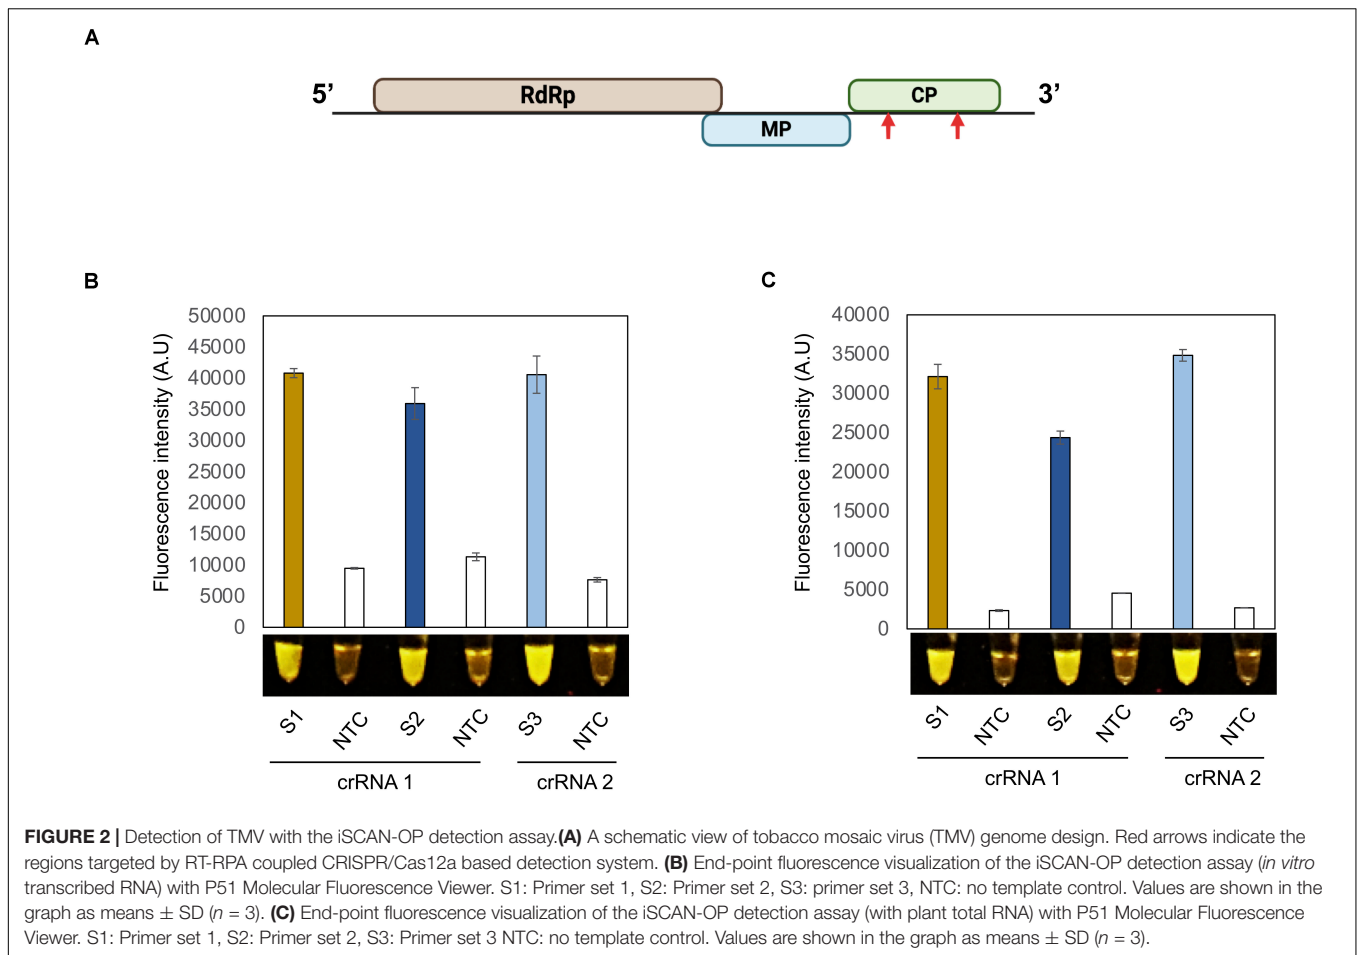 A
5’ RdRp CP 3’
MP
B
Fluorescence intensity (A.U)
50000
45000
40000
35000
30000
25000
20000
15000
10000
5000
0
S1 NTC S2 NTC S3 NTC
crRNA 1 crRNA 2
C
Fluorescence intensity (A.U)
40000
35000
30000
25000
20000
15000
10000
5000
0
S1 NTC S2 NTC S3 NTC
crRNA 1 crRNA 2
FIGURE 2 | Detection of TMV with the iSCAN-OP detection assay.(A) A schematic view of tobacco mosaic virus (TMV) genome design. Red arrows indicate the
regions targeted by RT-RPA coupled CRISPR/Cas12a based detection system. (B) End-point fluorescence visualization of the iSCAN-OP detection assay (in vitro
transcribed RNA) with P51 Molecular Fluorescence Viewer. S1: Primer set 1, S2: Primer set 2, S3: primer set 3, NTC: no template control. Values are shown in the
graph as means ± SD (n = 3). (C) End-point fluorescence visualization of the iSCAN-OP detection assay (with plant total RNA) with P51 Molecular Fluorescence
Viewer. S1: Primer set 1, S2: Primer set 2, S3: Primer set 3 NTC: no template control. Values are shown in the graph as means ± SD (n = 3).